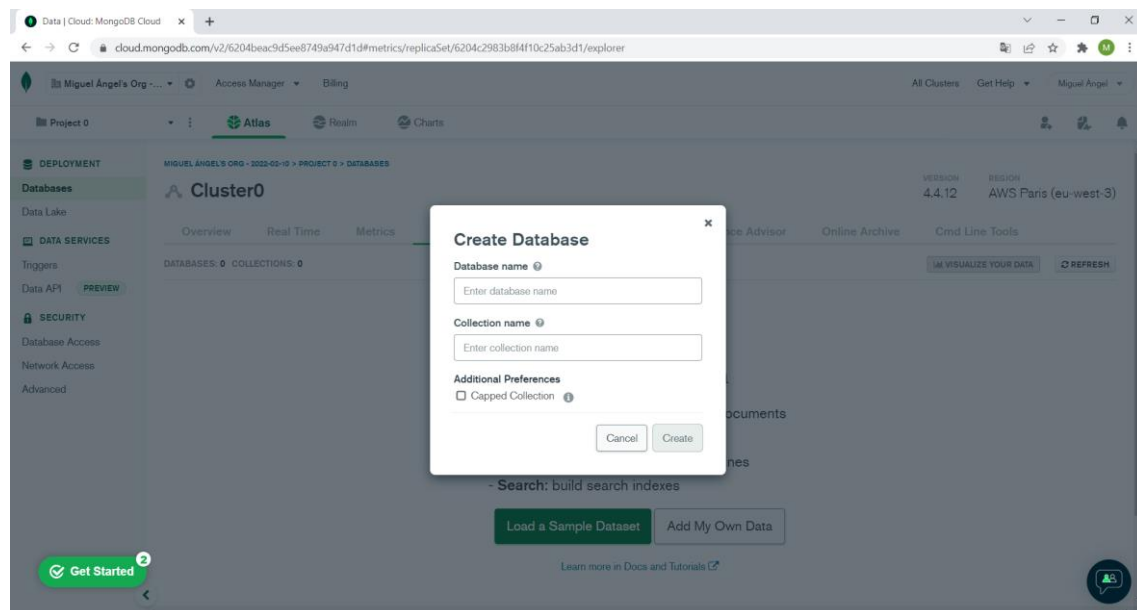 Data | Cloud: MongoDB Cloud
cloud.mongodb.com/v2/6204beac9d5ee8749a947d1d#metrics/replicaSet/6204c2983b8f4f10c25ab3d1/explorer
M
Miguel Ángel's Org -... Access Manager Billing All Clusters Get Help Miguel Ángel
Project 0 Atlas Realm Charts
DEPLOYMENT
Databases
Data Lake
DATA SERVICES
Triggers
Data API PREVIEW
SECURITY
Database Access
Network Access
Advanced
MIGUEL ÁNGEL'S ORG - 2022-02-10 > PROJECT 0 > DATABASES
Cluster0
VERSION
4.4.12
REGION
AWS Paris (eu-west-3)
Overview Real Time Metrics Advisor Online Archive Cmd Line Tools
DATABASES: 0 COLLECTIONS: 0
VISUALIZE YOUR DATA REFRESH
Create Database
Database name
Enter database name
Collection name
Enter collection name
Additional Preferences
Capped Collection
Cancel Create
- Search: build search indexes
Load a Sample Dataset Add My Own Data
Learn more in Docs and Tutorials
Get Started 2